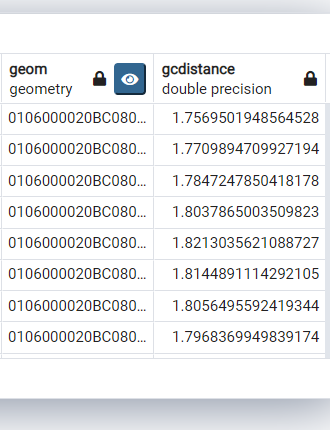 geom gcdistance
geometry double precision
0106000020BC080... 1.7569501948564528
0106000020BC080... 1.7709894709927194
0106000020BC080... 1.7847247850418178
0106000020BC080... 1.8037865003509823
0106000020BC080... 1.8213035621088727
0106000020BC080... 1.8144891114292105
0106000020BC080... 1.8056495592419344
0106000020BC080... 1.7968369949839174